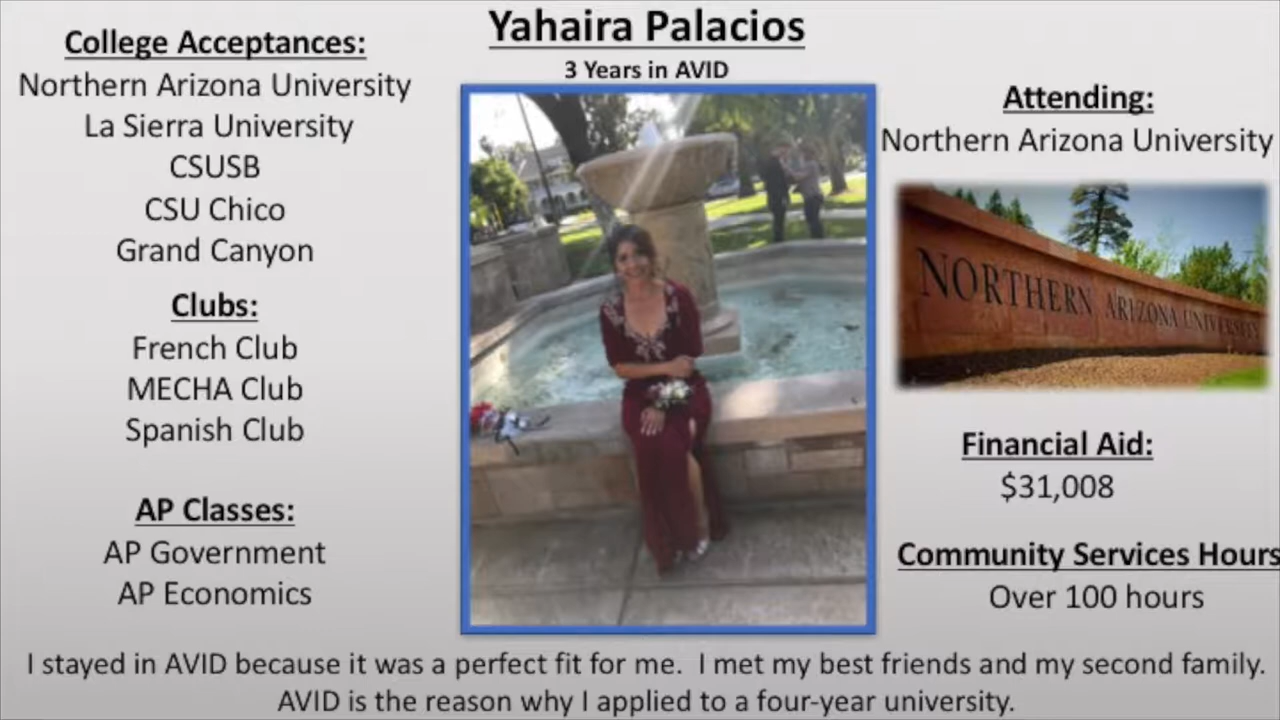 Yahaira Palacios
3 Years in AVID
College Acceptances:
Northern Arizona University
La Sierra University
CSUSB
CSU Chico
Grand Canyon
Clubs:
French Club
MECHA Club
Spanish Club
AP Classes:
AP Government
AP Economics
Attending:
Northern Arizona University
NORTHERN ARIZONA UNIVERSITY
Financial Aid:
$31,008
Community Services Hours
Over 100 hours
I stayed in AVID because it was a perfect fit for me. I met my best friends and my second family.
AVID is the reason why I applied to a four-year university.